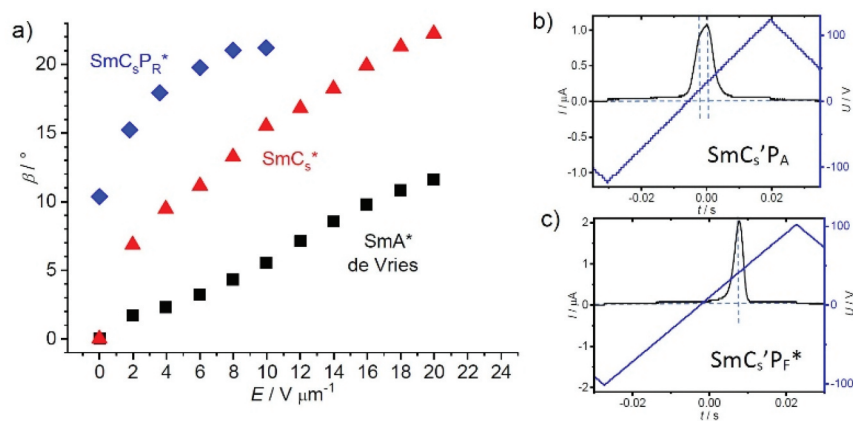 a)
SmCₛP_R*
SmCₛ*
SmA*
de Vries
β / °
20
15
10
5
0
0 2 4 6 8 10 12 14 16 18 20 22 24
E / V μm⁻¹
b)
1.0
0.5
0.0
-0.5
-1.0
I / μA
100
0
-100
U / V
SmCₛ'P_A
-0.02 0.00 0.02
t / s
c)
2
1
0
-1
-2
I / μA
100
0
-100
U / V
SmCₛ'P_F*
-0.02 0.00 0.02
t / s